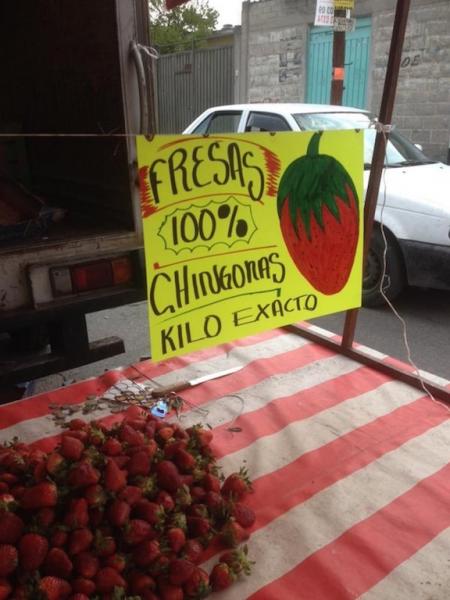 FRESAS
100%
CHINGONAS
KILO EXACTO